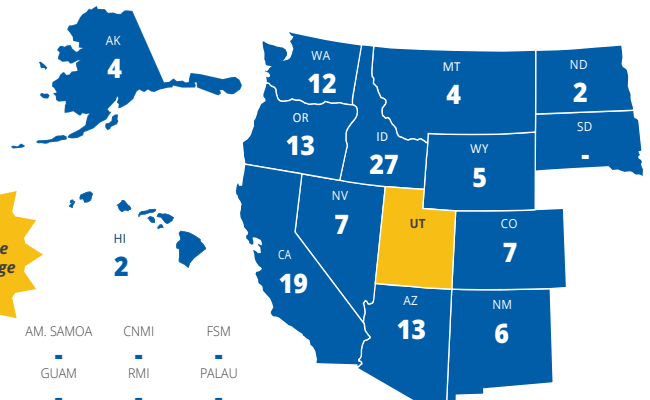 AK
4
WA
12
MT
4
ND
2
OR
13
ID
27
SD
-
WY
5
NV
7
UT
HI
2
CO
7
CA
19
AZ
13
NM
6
AM. SAMOA CNMI FSM
- - -
GUAM RMI PALAU
- - -